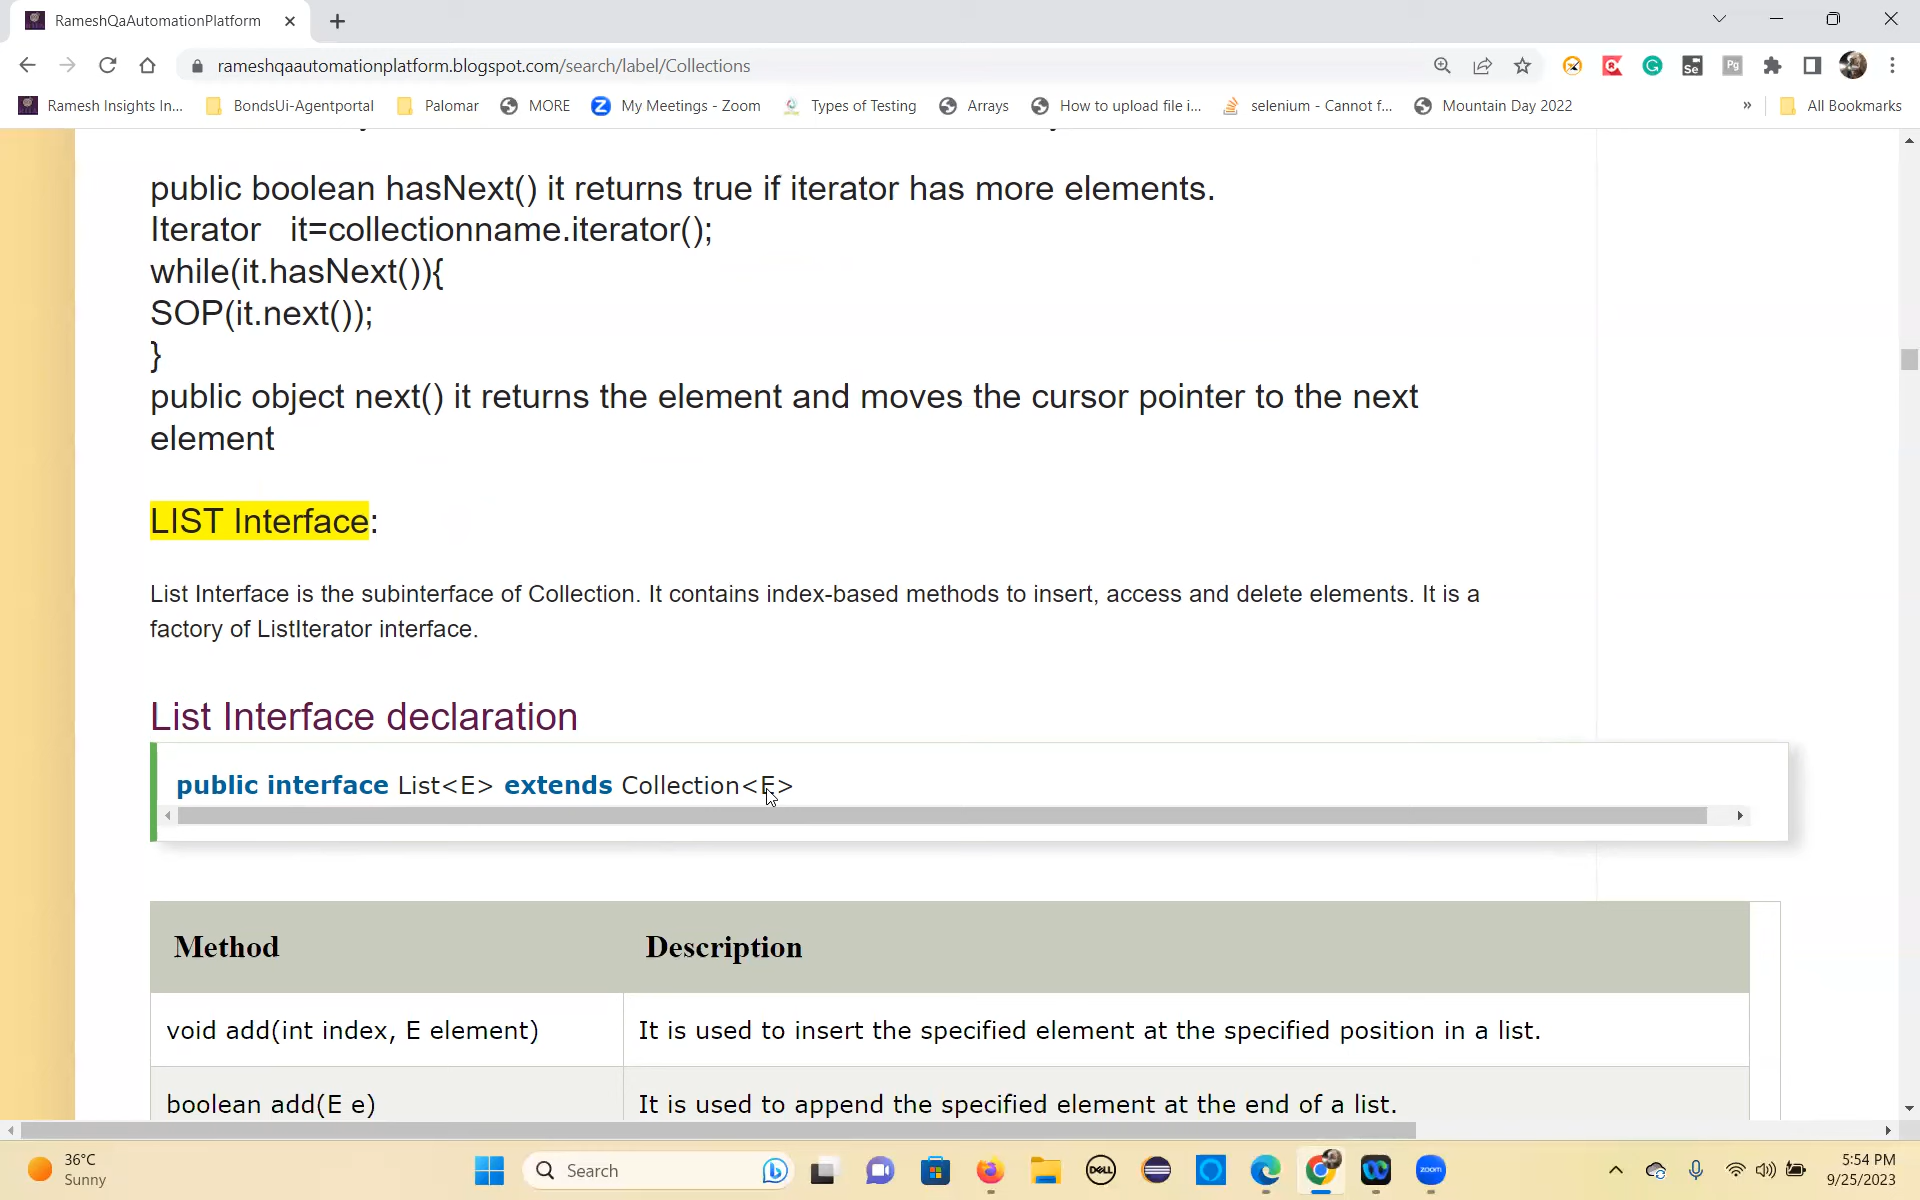 RameshQaAutomationPlatform
rameshqaautomationplatform.blogspot.com/search/label/Collections
Ramesh Insights In... BondsUi-Agentportal Palomar MORE My Meetings - Zoom Types of Testing Arrays How to upload file i... selenium - Cannot f... Mountain Day 2022 » All Bookmarks
public boolean hasNext() it returns true if iterator has more elements.
Iterator it=collectionname.iterator();
while(it.hasNext()){
SOP(it.next());
}
public object next() it returns the element and moves the cursor pointer to the next
element
LIST Interface:
List Interface is the subinterface of Collection. It contains index-based methods to insert, access and delete elements. It is a
factory of ListIterator interface.
List Interface declaration
public interface List<E> extends Collection<E>
Method Description
void add(int index, E element) It is used to insert the specified element at the specified position in a list.
boolean add(E e) It is used to append the specified element at the end of a list.
36°C
Sunny
Search
DELL
zoom
5:54 PM
9/25/2023